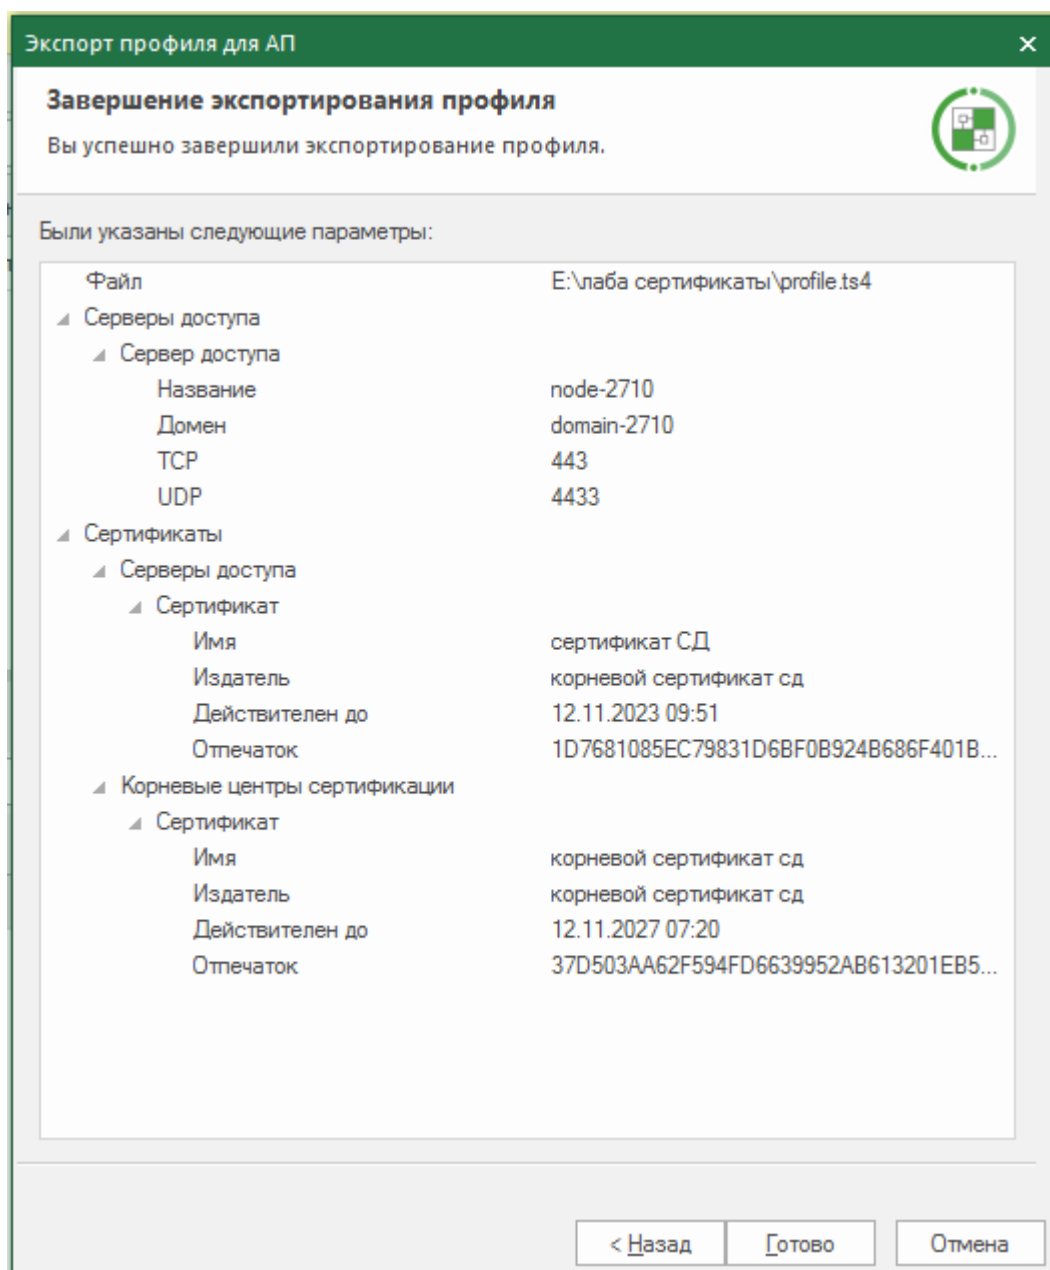 Экспорт профиля для АП
Завершение экспортирования профиля
Вы успешно завершили экспортирование профиля.
Были указаны следующие параметры:
Файл E:\лаба сертификаты\profile.ts4
Серверы доступа
Сервер доступа
Название node-2710
Домен domain-2710
TCP 443
UDP 4433
Сертификаты
Серверы доступа
Сертификат
Имя сертификат СД
Издатель корневой сертификат сд
Действителен до 12.11.2023 09:51
Отпечаток 1D7681085EC79831D6BF0B924B686F401B...
Корневые центры сертификации
Сертификат
Имя корневой сертификат сд
Издатель корневой сертификат сд
Действителен до 12.11.2027 07:20
Отпечаток 37D503AA62F594FD6639952AB613201EB5...
< Назад Готово Отмена